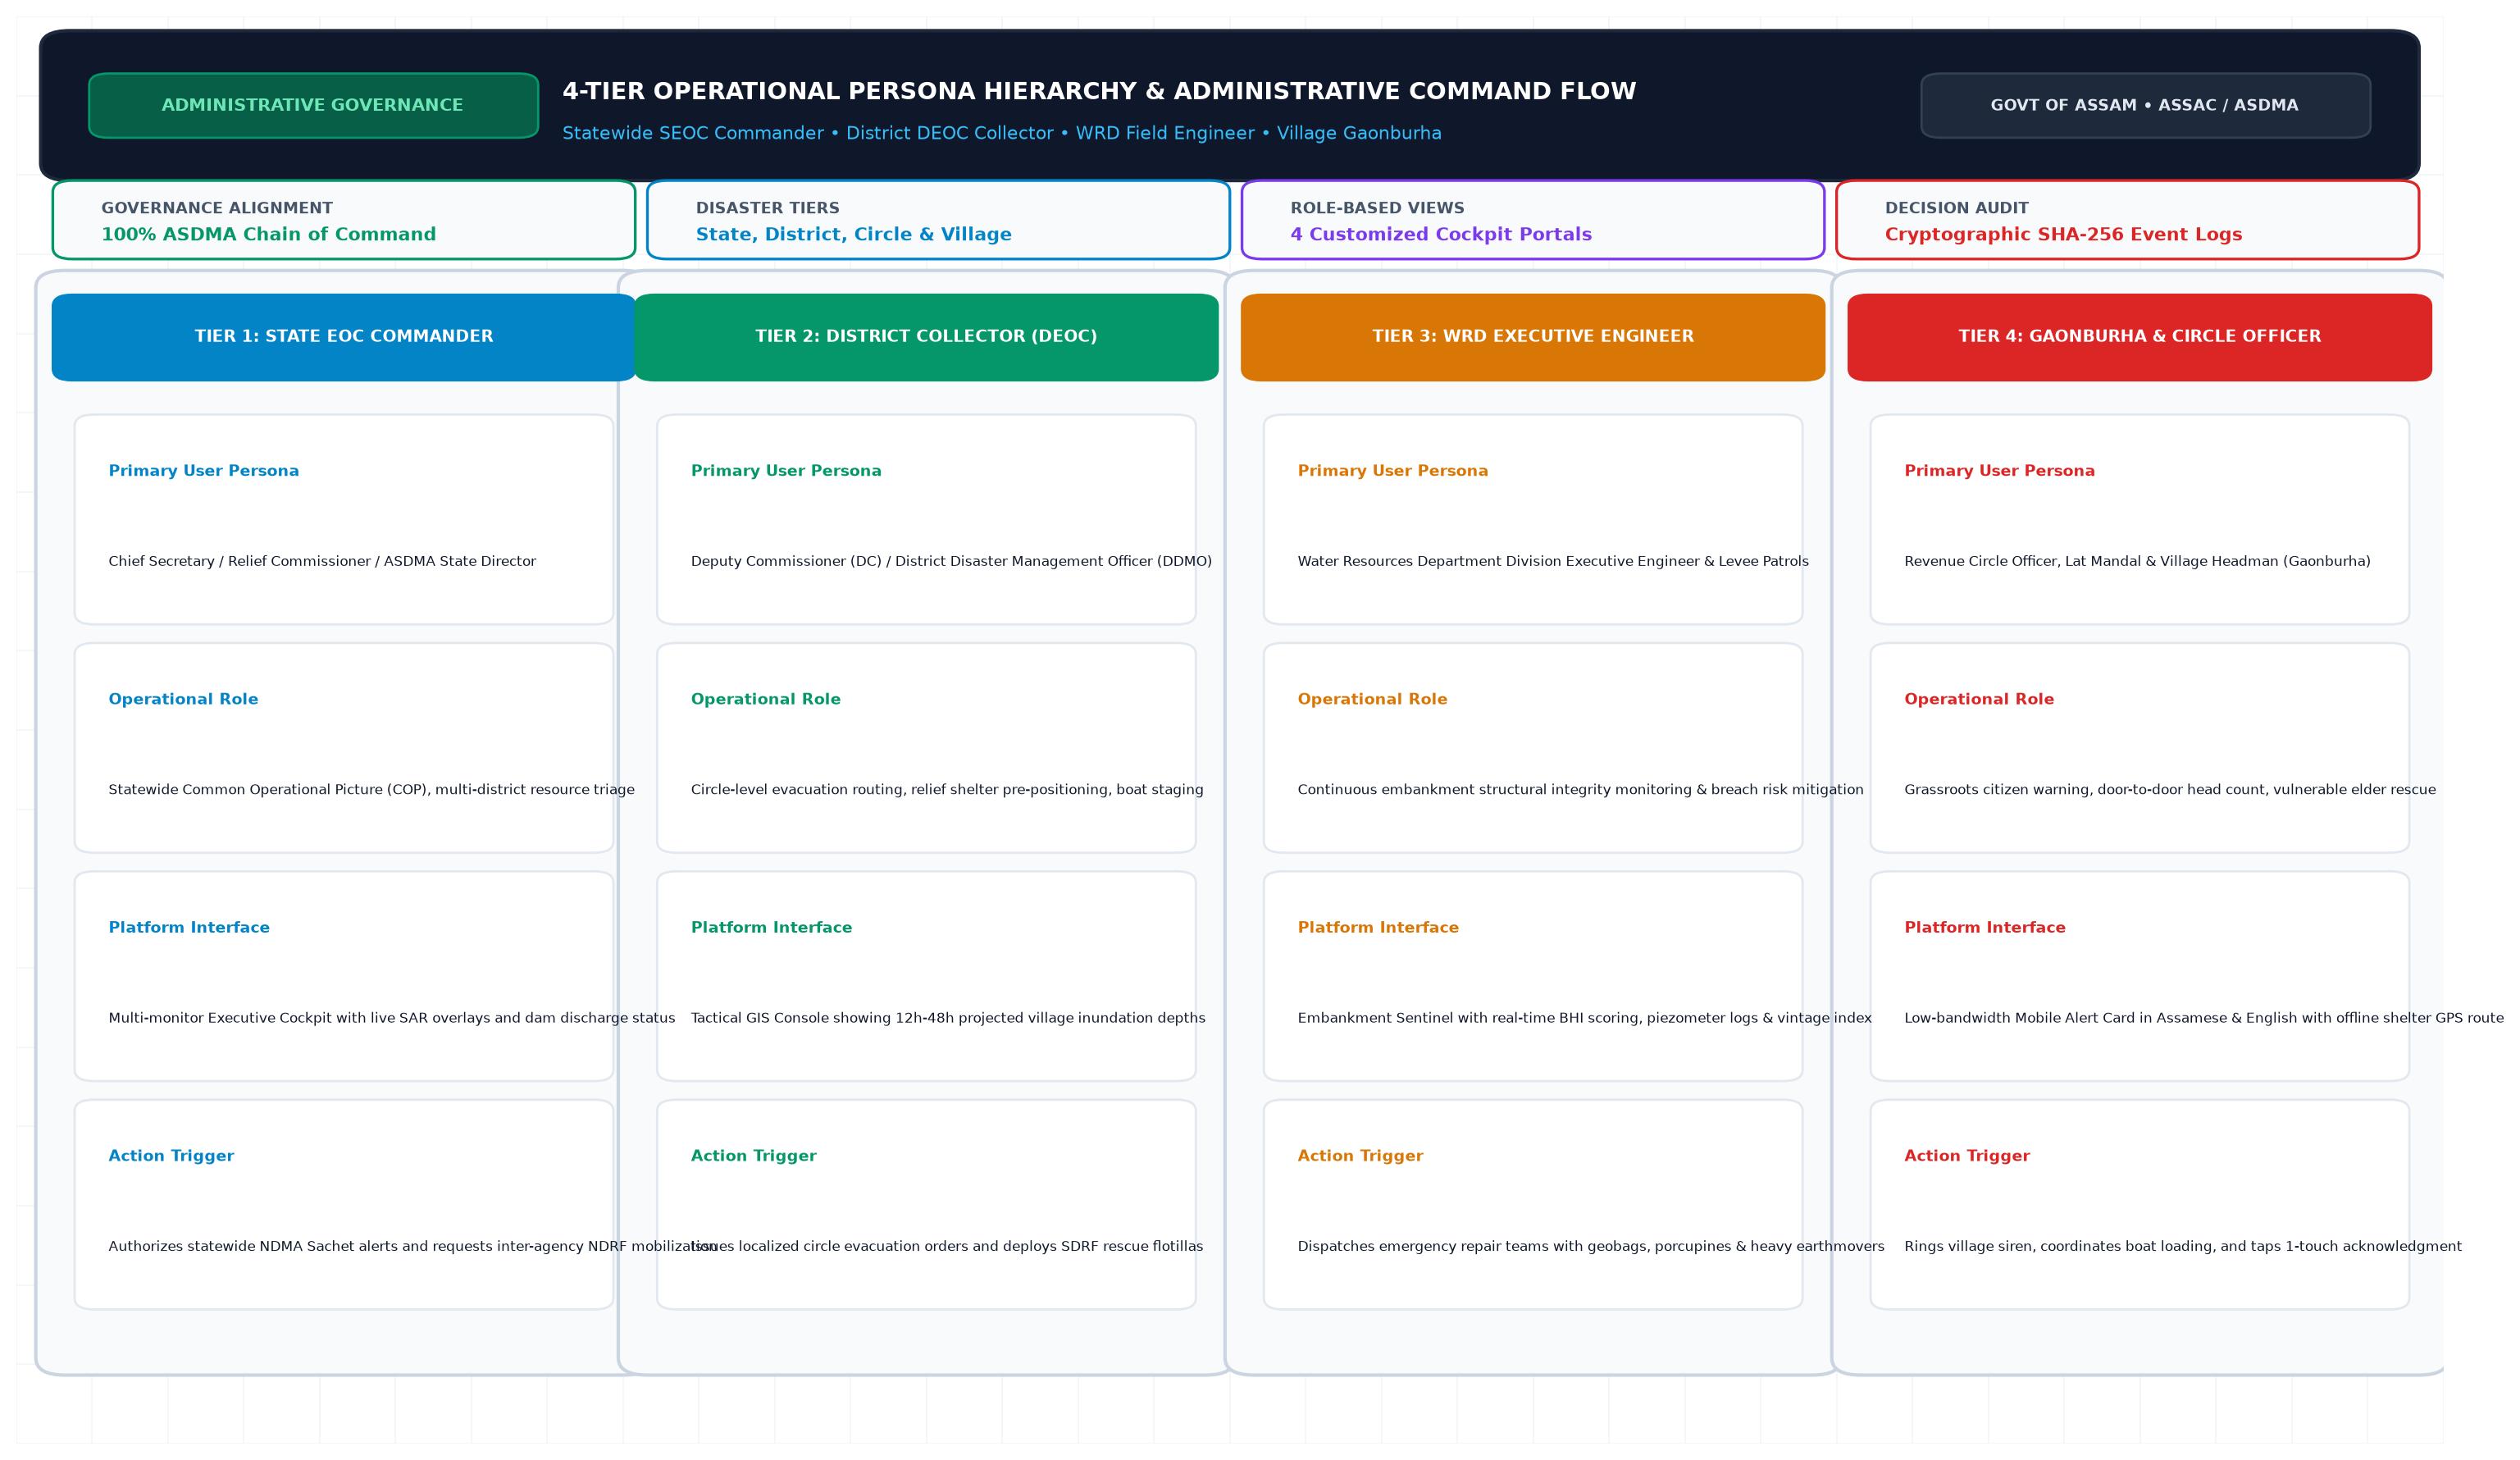 ADMINISTRATIVE GOVERNANCE
4-TIER OPERATIONAL PERSONA HIERARCHY & ADMINISTRATIVE COMMAND FLOW
Statewide SEOC Commander • District DEOC Collector • WRD Field Engineer • Village Gaonburha
GOVT OF ASSAM • ASSAC / ASDMA
GOVERNANCE ALIGNMENT
100% ASDMA Chain of Command
DISASTER TIERS
State, District, Circle & Village
ROLE-BASED VIEWS
4 Customized Cockpit Portals
DECISION AUDIT
Cryptographic SHA-256 Event Logs
TIER 1: STATE EOC COMMANDER
Primary User Persona
Chief Secretary / Relief Commissioner / ASDMA State Director
Operational Role
Statewide Common Operational Picture (COP), multi-district resource triage
Platform Interface
Multi-monitor Executive Cockpit with live SAR overlays and dam discharge status
Action Trigger
Authorizes statewide NDMA Sachet alerts and requests inter-agency NDRF mobilization
TIER 2: DISTRICT COLLECTOR (DEOC)
Primary User Persona
Deputy Commissioner (DC) / District Disaster Management Officer (DDMO)
Operational Role
Circle-level evacuation routing, relief shelter pre-positioning, boat staging
Platform Interface
Tactical GIS Console showing 12h-48h projected village inundation depths
Action Trigger
Issues localized circle evacuation orders and deploys SDRF rescue flotillas
TIER 3: WRD EXECUTIVE ENGINEER
Primary User Persona
Water Resources Department Division Executive Engineer & Levee Patrols
Operational Role
Continuous embankment structural integrity monitoring & breach risk mitigation
Platform Interface
Embankment Sentinel with real-time BHI scoring, piezometer logs & vintage index
Action Trigger
Dispatches emergency repair teams with geobags, porcupines & heavy earthmovers
TIER 4: GAONBURHA & CIRCLE OFFICER
Primary User Persona
Revenue Circle Officer, Lat Mandal & Village Headman (Gaonburha)
Operational Role
Grassroots citizen warning, door-to-door head count, vulnerable elder rescue
Platform Interface
Low-bandwidth Mobile Alert Card in Assamese & English with offline shelter GPS route
Action Trigger
Rings village siren, coordinates boat loading, and taps 1-touch acknowledgment